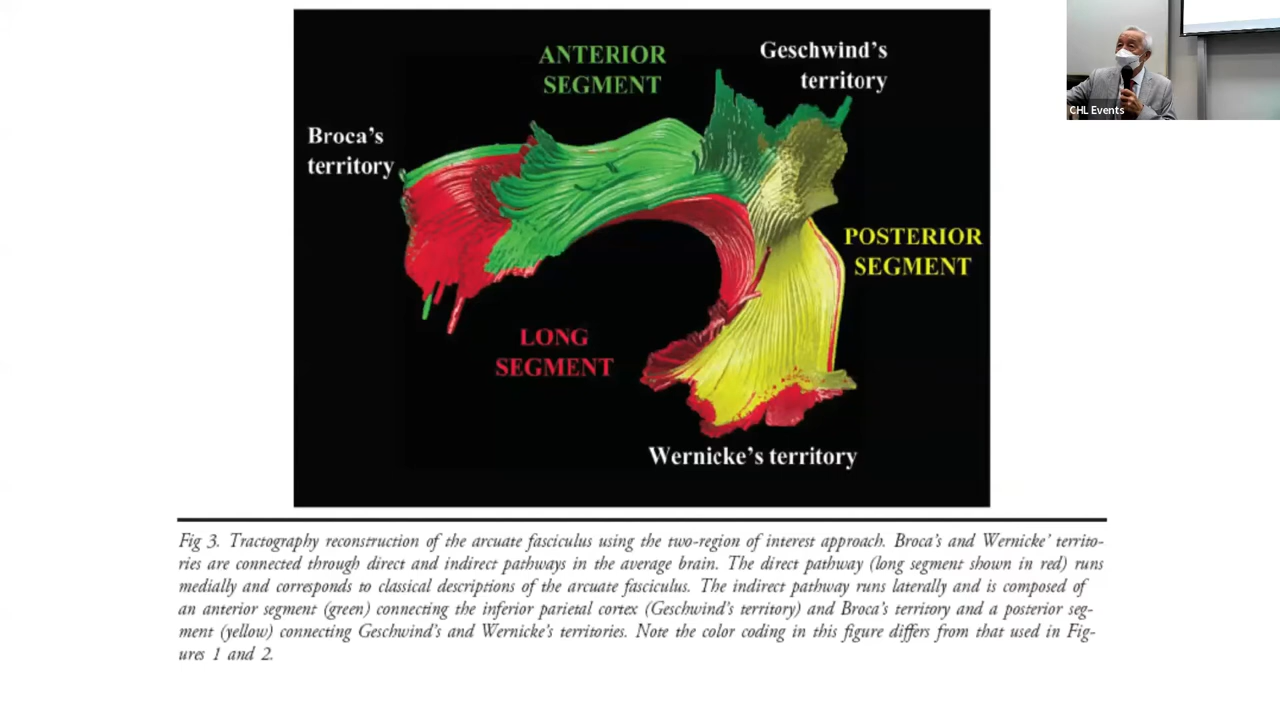 ANTERIOR
SEGMENT
Geschwind's
territory
CHL Events
Broca's
territory
POSTERIOR
SEGMENT
LONG
SEGMENT
Wernicke's territory
Fig 3. Tractography reconstruction of the arcuate fasciculus using the two-region of interest approach. Broca's and Wernicke' territo-
ries are connected through direct and indirect pathways in the average brain. The direct pathway (long segment shown in red) runs
medially and corresponds to classical descriptions of the arcuate fasciculus. The indirect pathway runs laterally and is composed of
an anterior segment (green) connecting the inferior parietal cortex (Geschwind's territory) and Broca's territory and a posterior seg-
ment (yellow) connecting Geschwind's and Wernicke's territories. Note the color coding in this figure differs from that used in Fig-
ures 1 and 2.